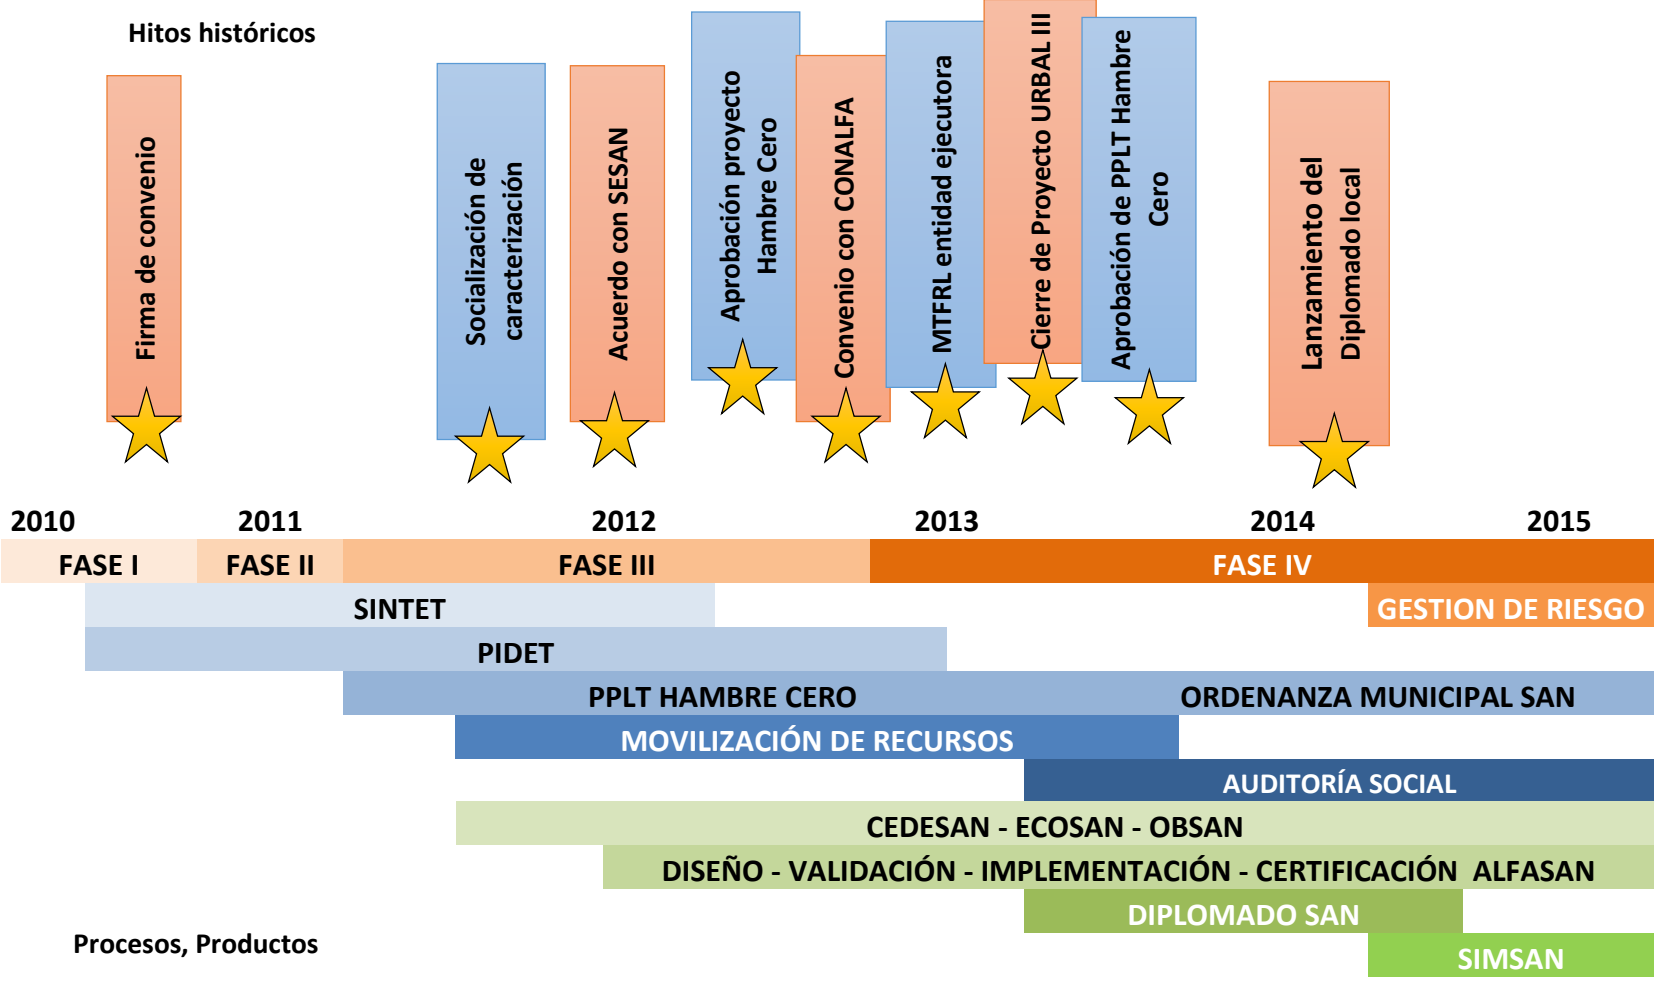 Hitos históricos
Firma de convenio
Socialización de
caracterización
Acuerdo con SESAN
Aprobación proyecto
Hambre Cero
Convenio con CONALFA
MTFRL entidad ejecutora
Cierre de Proyecto URBAL III
Aprobación de PPLT Hambre
Cero
Lanzamiento del
Diplomado local
2010 2011 2012 2013 2014 2015
FASE I FASE II FASE III FASE IV
SINTET GESTION DE RIESGO
PIDET
PPLT HAMBRE CERO ORDENANZA MUNICIPAL SAN
MOVILIZACIÓN DE RECURSOS
AUDITORÍA SOCIAL
CEDESAN - ECOSAN - OBSAN
DISEÑO - VALIDACIÓN - IMPLEMENTACIÓN - CERTIFICACIÓN ALFASAN
DIPLOMADO SAN
Procesos, Productos
SIMSAN